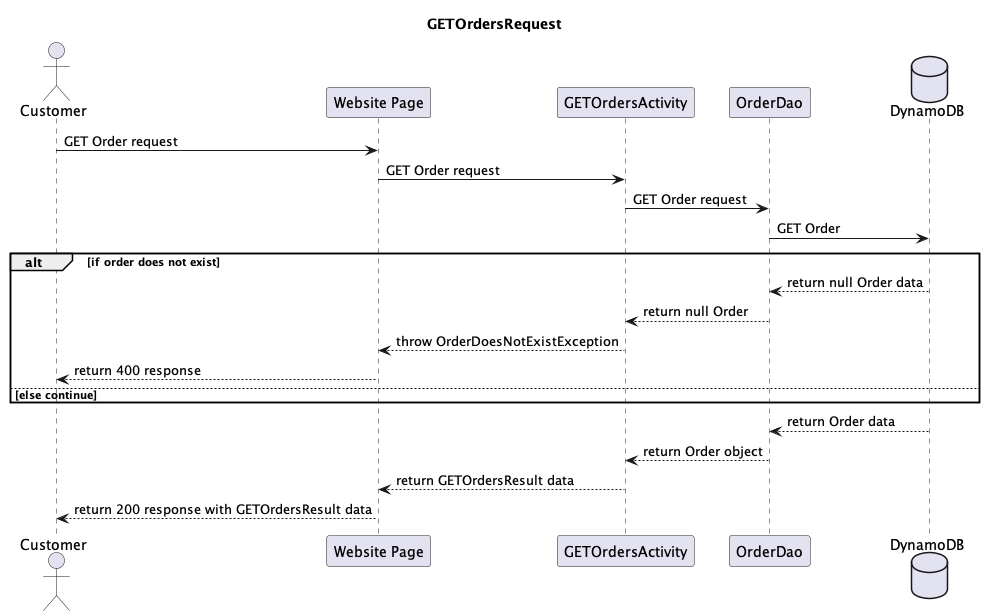 GETOrdersRequest
Customer
Website Page
GETOrdersActivity
OrderDao
DynamoDB
GET Order request
GET Order request
GET Order request
GET Order
alt [if order does not exist]
return null Order data
return null Order
throw OrderDoesNotExistException
return 400 response
[else continue]
return Order data
return Order object
return GETOrdersResult data
return 200 response with GETOrdersResult data
Customer
Website Page
GETOrdersActivity
OrderDao
DynamoDB